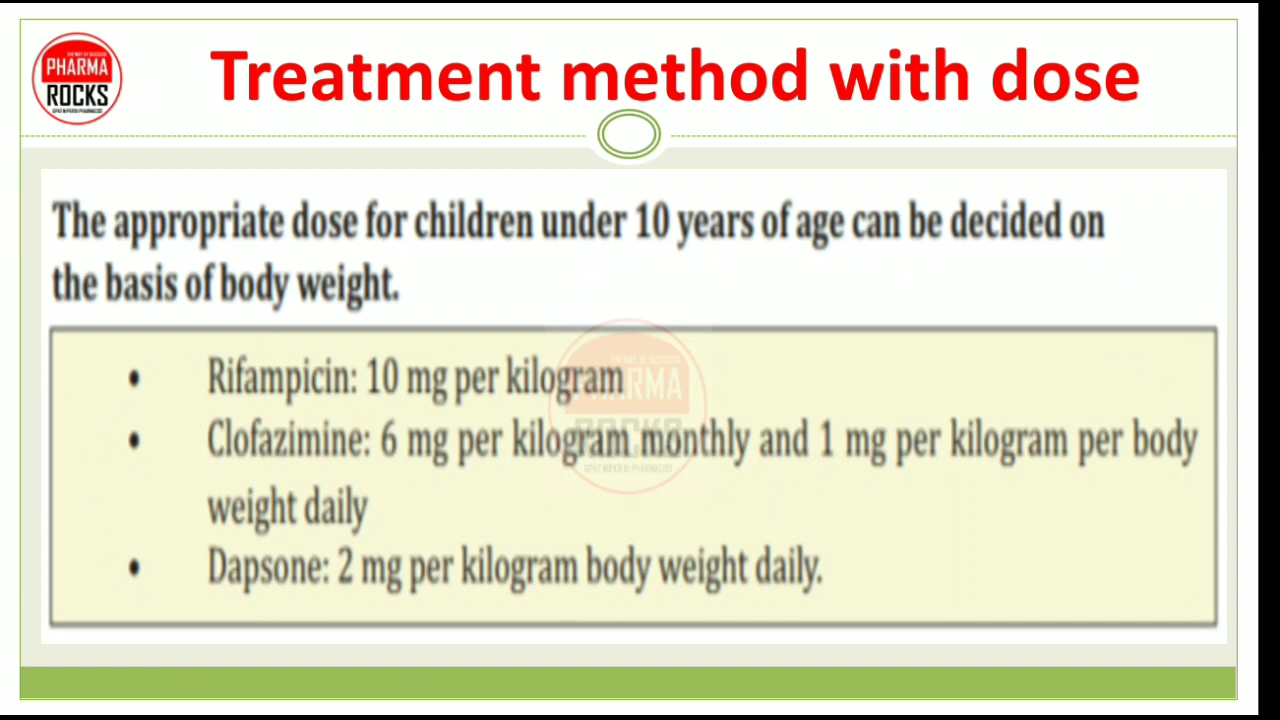 PHARMA
ROCKS
Treatment method with dose
The appropriate dose for children under 10 years of age can be decided on
the basis of body weight.
• Rifampicin: 10 mg per kilogram
• Clofazimine: 6 mg per kilogram monthly and 1 mg per kilogram per body
weight daily
• Dapsone: 2 mg per kilogram body weight daily.